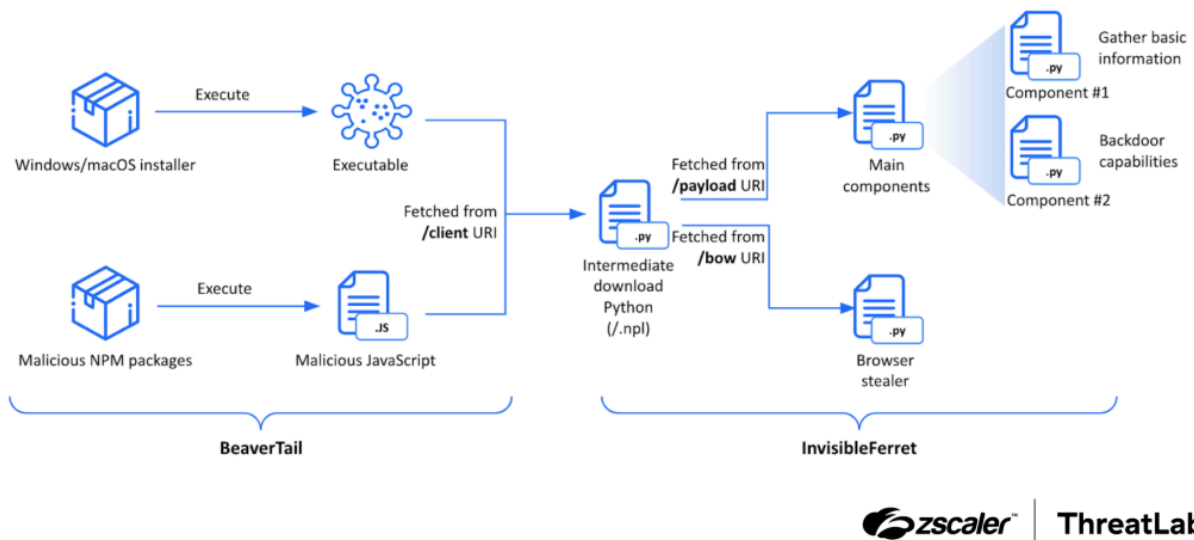 Execute
Windows/macOS installer
Executable
Execute
Malicious NPM packages
.JS
Malicious JavaScript
Fetched from
/client URI
.py
Intermediate
download
Python
(/.npl)
Fetched from
/payload URI
Fetched from
/bow URI
.py
Main
components
.py
Browser
stealer
.py
Component #1
Gather basic
information
.py
Component #2
Backdoor
capabilities
BeaverTail
InvisibleFerret
zscaler™
ThreatLab